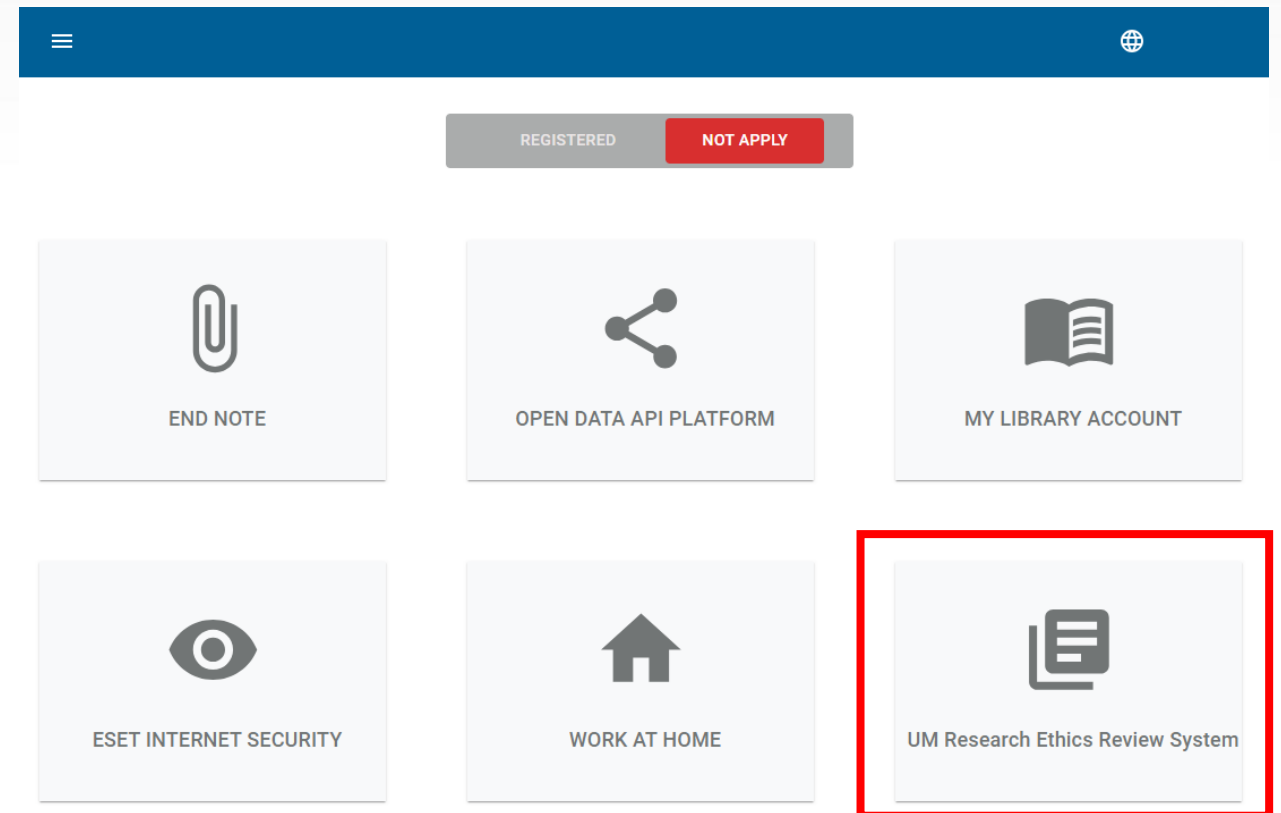 REGISTERED NOT APPLY
END NOTE
OPEN DATA API PLATFORM
MY LIBRARY ACCOUNT
ESET INTERNET SECURITY
WORK AT HOME
UM Research Ethics Review System